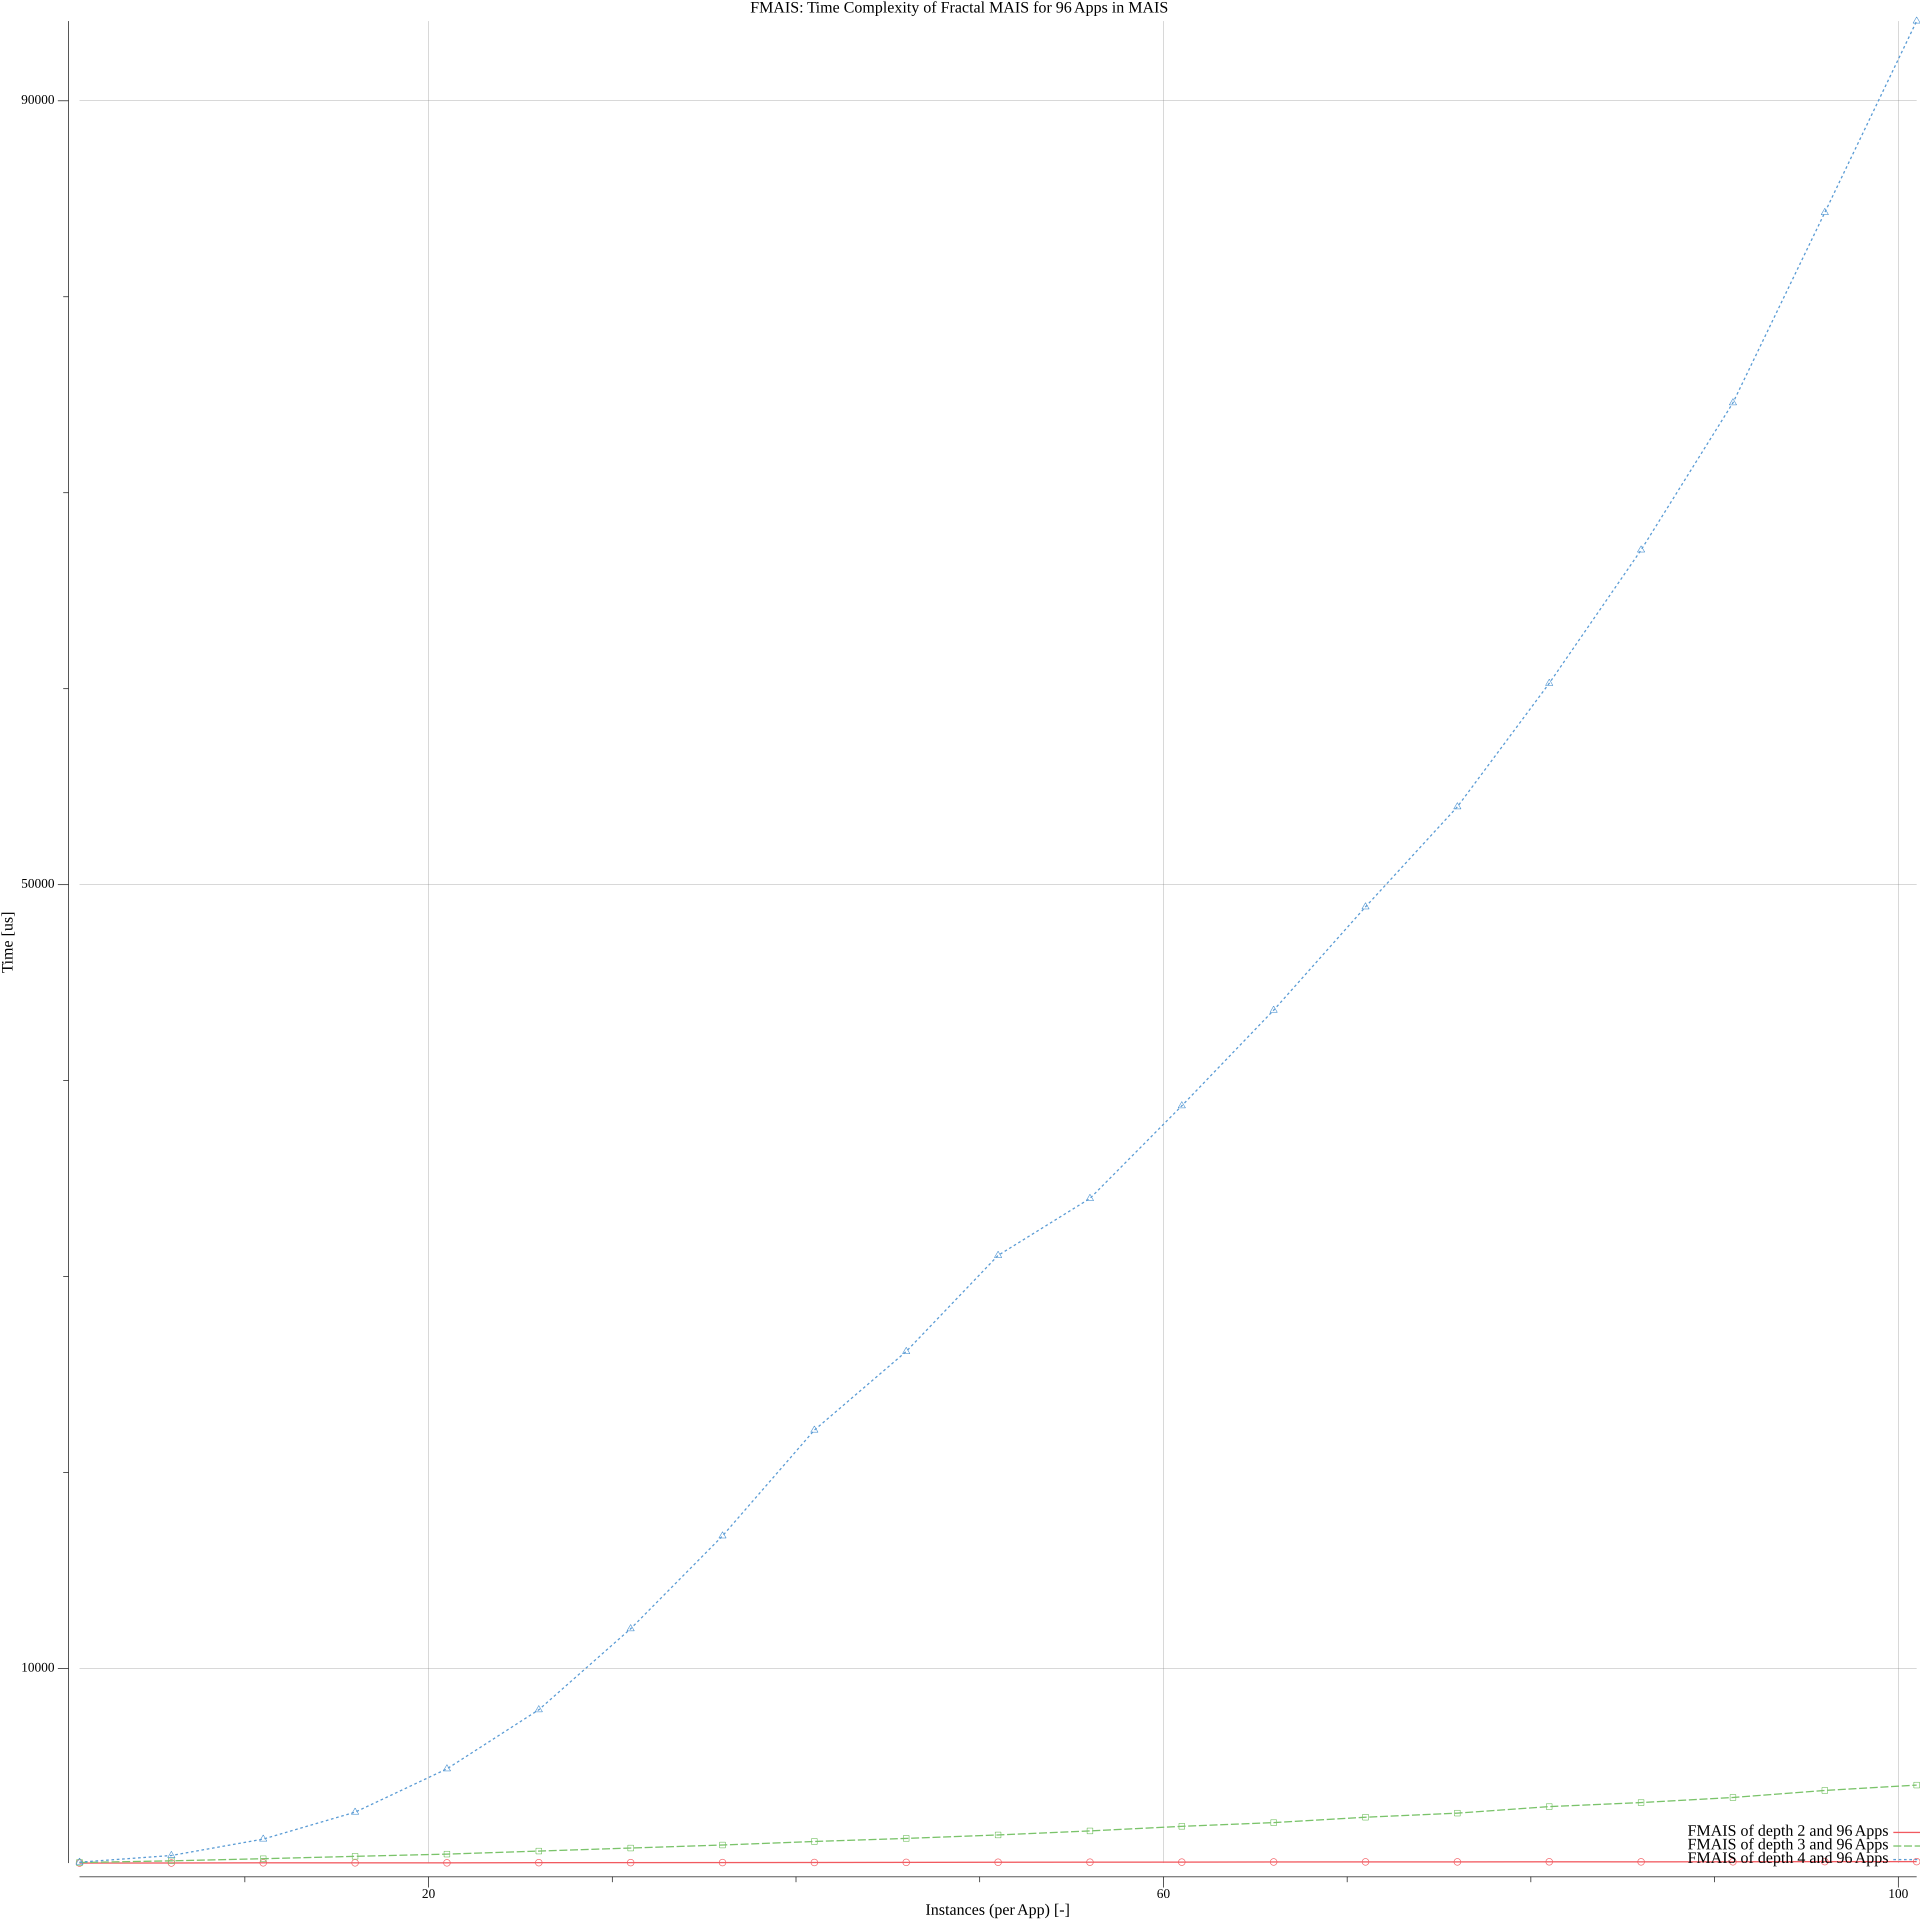 FMAIS: Time Complexity of Fractal MAIS for 96 Apps in MAIS
90000
50000
Time [us]
10000
FMAIS of depth 2 and 96 Apps
FMAIS of depth 3 and 96 Apps
FMAIS of depth 4 and 96 Apps
20
60
100
Instances (per App) [-]